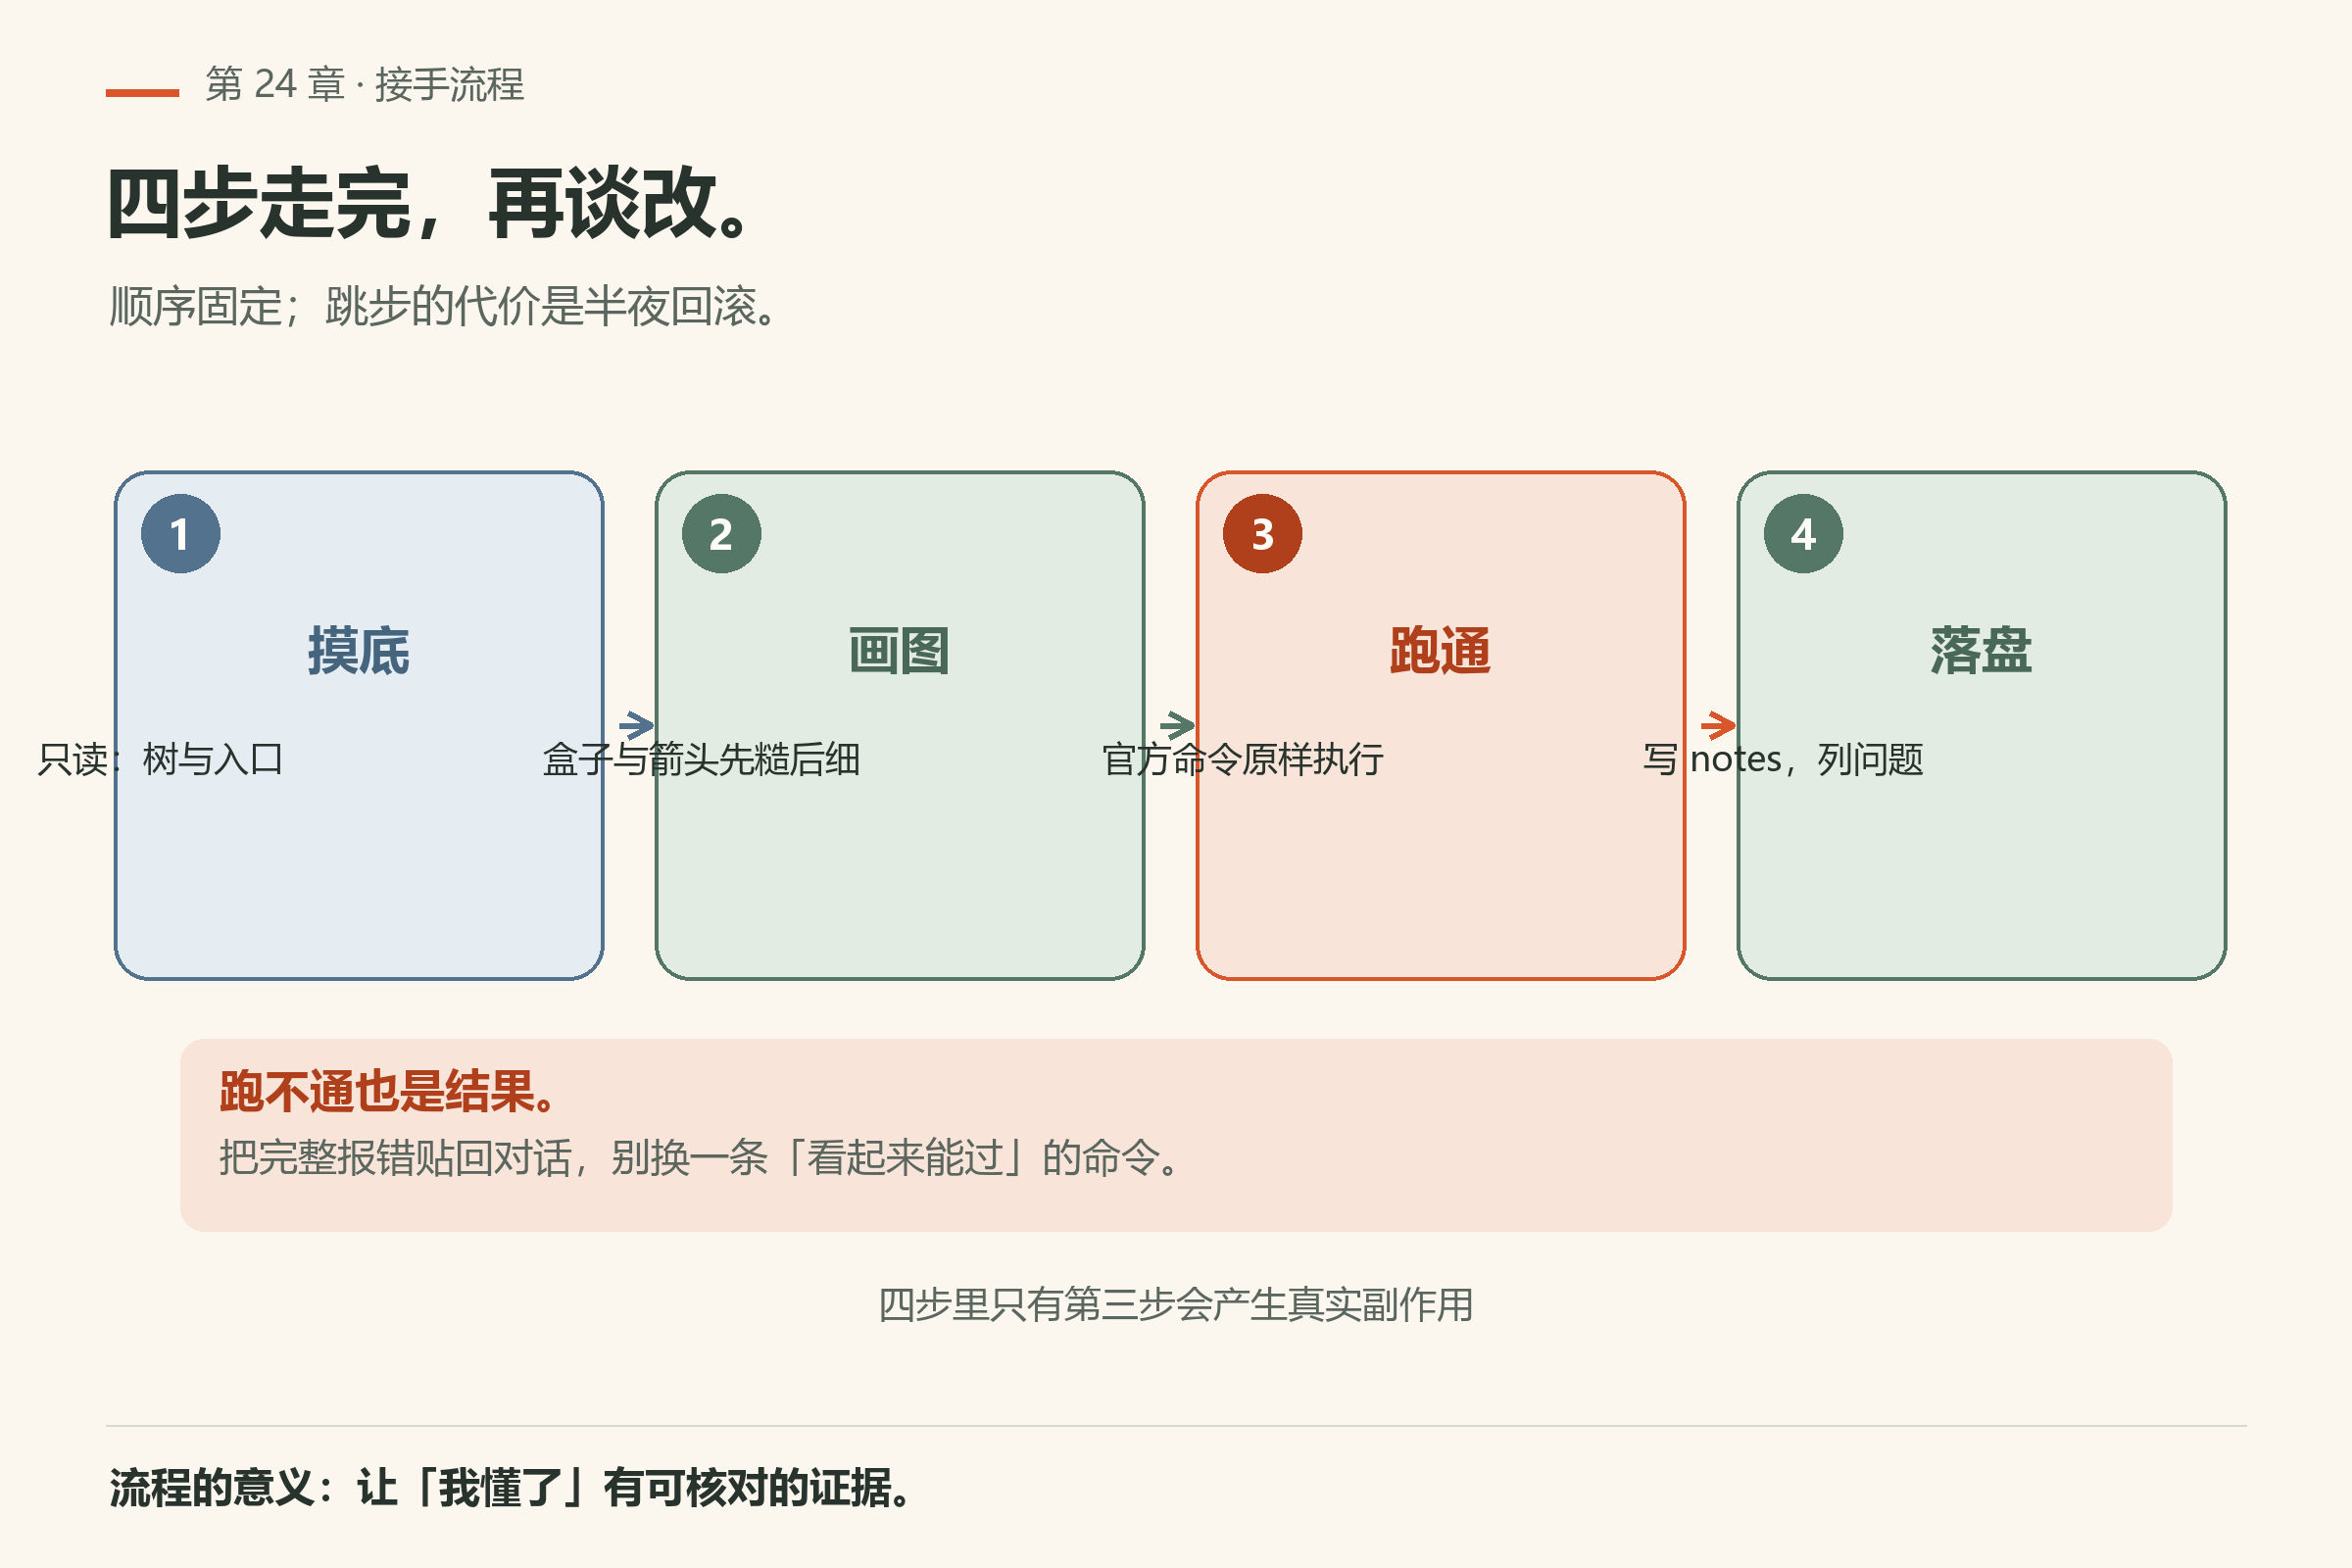 第 24 章 · 接手流程
四步走完，再谈改。
顺序固定；跳步的代价是半夜回滚。
1
摸底
只读：树与入口
2
画图
盒子与箭头先糙后细
3
跑通
官方命令原样执行
4
落盘
写 notes，列问题
跑不通也是结果。
把完整报错贴回对话，别换一条「看起来能过」的命令。
四步里只有第三步会产生真实副作用
流程的意义：让「我懂了」有可核对的证据。